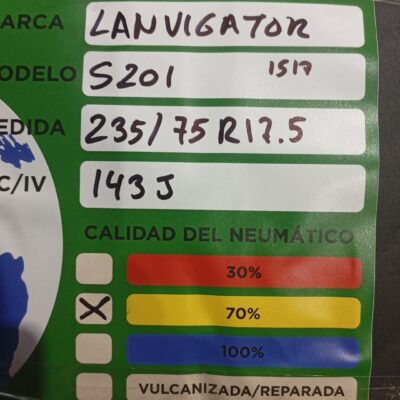 ARCA LANVIGATOR
ODELO S201 1517
EDIDA 235/75R17.5
C/IV 143J
CALIDAD DEL NEUMÁTICO
30%
X 70%
100%
VULCANIZADA/REPARADA